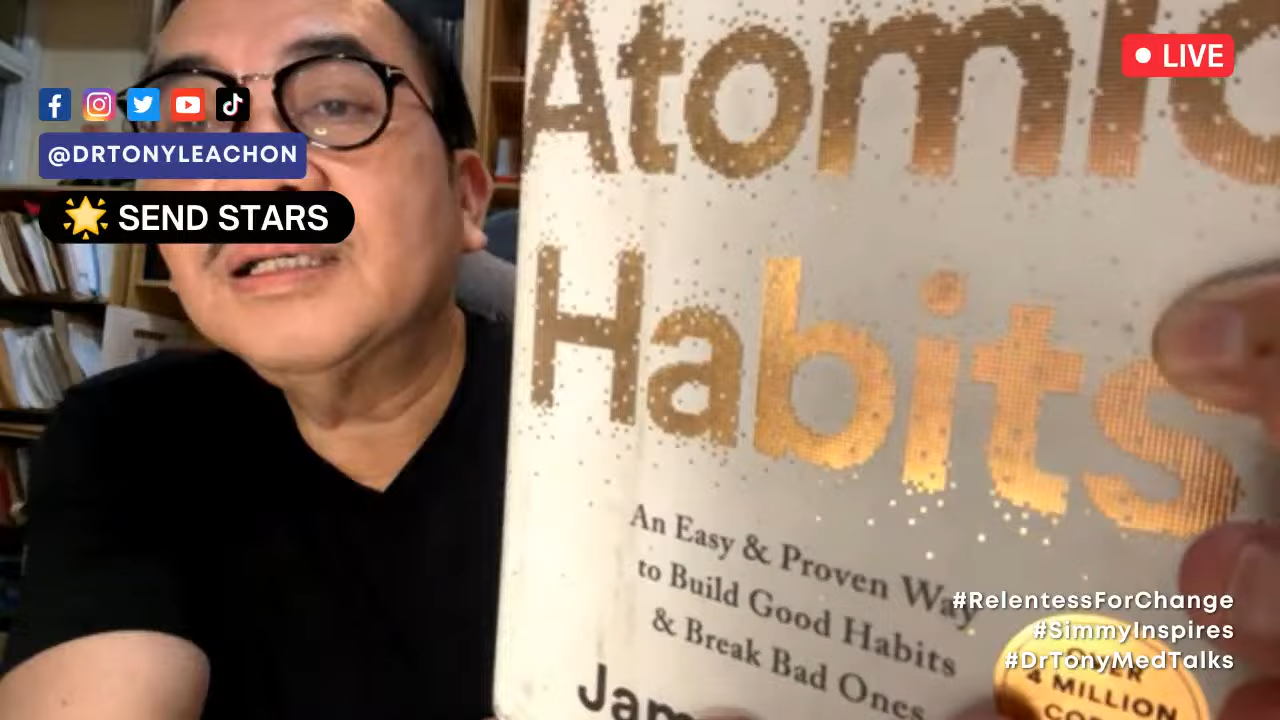 LIVE
@DRTONYLEACHON
SEND STARS
Atomic
Habits
An Easy & Proven Way
to Build Good Habits
& Break Bad Ones
#RelentessForChange
#SimmyInspires
#DrTonyMedTalks
OVER
4 MILLION